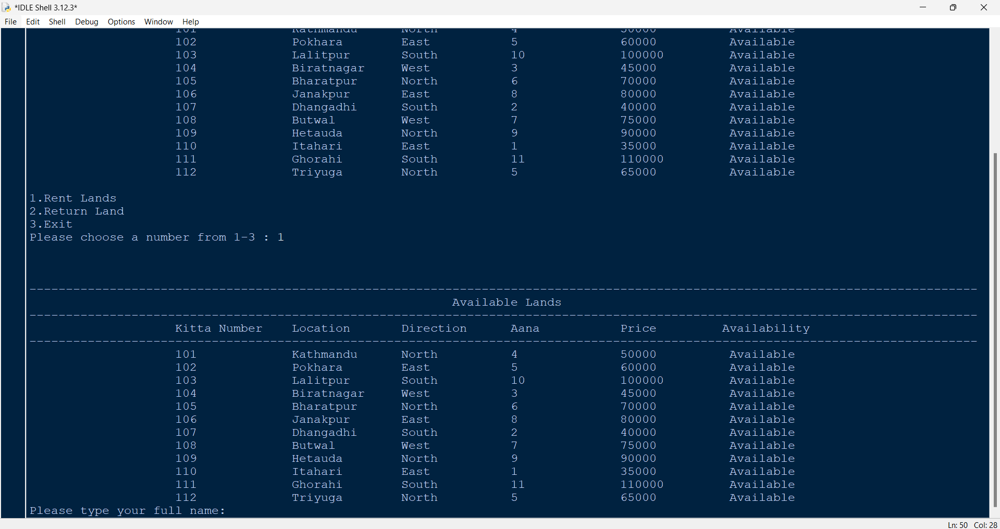 *IDLE Shell 3.12.3*
File Edit Shell Debug Options Window Help
101 Kathmandu North 4 50000 Available
102 Pokhara East 5 60000 Available
103 Lalitpur South 10 100000 Available
104 Biratnagar West 3 45000 Available
105 Bharatpur North 6 70000 Available
106 Janakpur East 8 80000 Available
107 Dhangadhi South 2 40000 Available
108 Butwal West 7 75000 Available
109 Hetauda North 9 90000 Available
110 Itahari East 1 35000 Available
111 Ghorahi South 11 110000 Available
112 Triyuga North 5 65000 Available
1.Rent Lands
2.Return Land
3.Exit
Please choose a number from 1-3 : 1
Available Lands
Kitta Number Location Direction Aana Price Availability
101 Kathmandu North 4 50000 Available
102 Pokhara East 5 60000 Available
103 Lalitpur South 10 100000 Available
104 Biratnagar West 3 45000 Available
105 Bharatpur North 6 70000 Available
106 Janakpur East 8 80000 Available
107 Dhangadhi South 2 40000 Available
108 Butwal West 7 75000 Available
109 Hetauda North 9 90000 Available
110 Itahari East 1 35000 Available
111 Ghorahi South 11 110000 Available
112 Triyuga North 5 65000 Available
Please type your full name:
Ln: 50 Col: 28